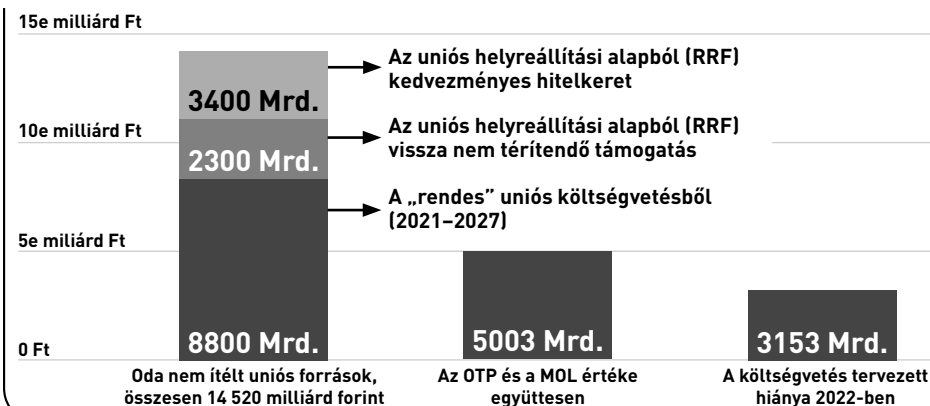 15e milliárd Ft
Az uniós helyreállítási alapból (RRF)
kedvezményes hitelkeret
3400 Mrd.
10e milliárd Ft
Az uniós helyreállítási alapból (RRF)
vissza nem térítendő támogatás
2300 Mrd.
A „rendes” uniós költségvetésből
(2021–2027)
5e miliárd Ft
0 Ft
8800 Mrd.
5003 Mrd.
3153 Mrd.
Oda nem ítélt uniós források,
összesen 14 520 milliárd forint
Az OTP és a MOL értéke
együttesen
A költségvetés tervezett
hiánya 2022-ben